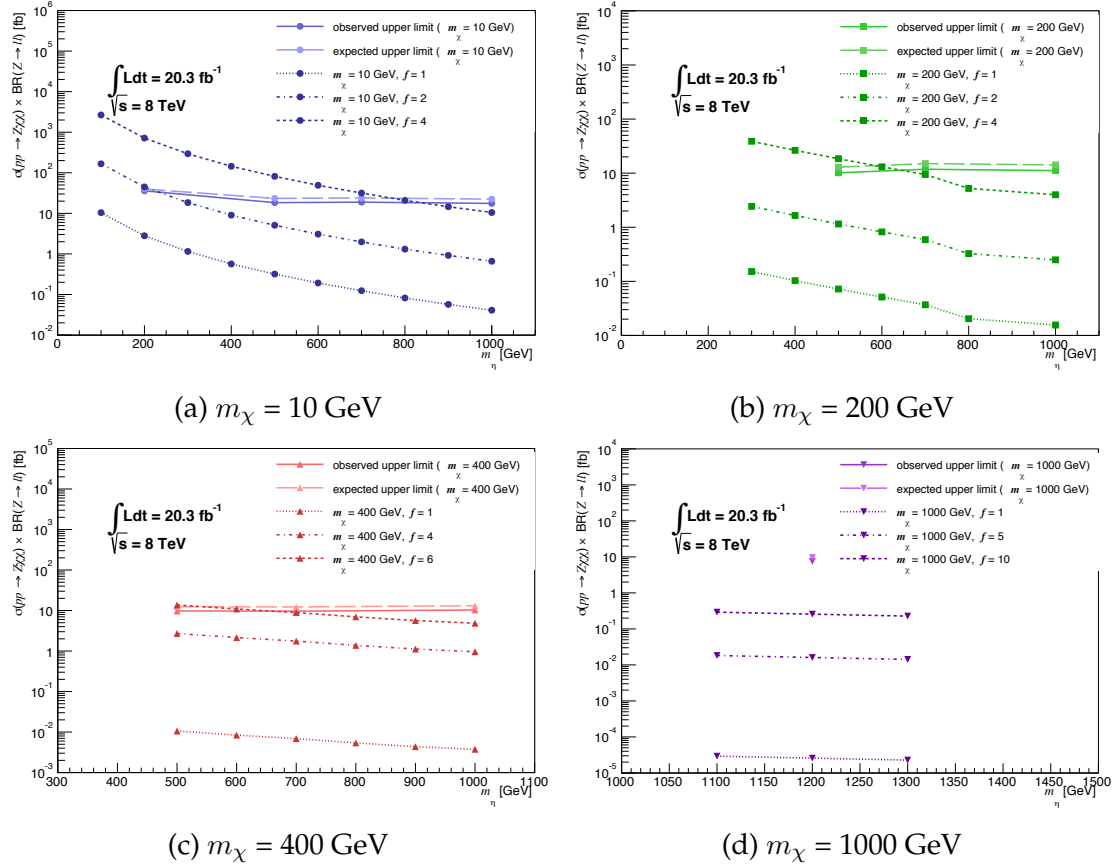 σ(pp → Zχχ) × BR(Z → ll) [fb]
10⁶
10⁵
10⁴
10³
10²
10
1
10⁻¹
10⁻²
0 200 400 600 800 1000
m_η [GeV]
∫Ldt = 20.3 fb⁻¹
√s = 8 TeV
observed upper limit ( m_χ = 10 GeV)
expected upper limit ( m_χ = 10 GeV)
m_χ = 10 GeV, f = 1
m_χ = 10 GeV, f = 2
m_χ = 10 GeV, f = 4
(a) m_χ = 10 GeV
σ(pp → Zχχ) × BR(Z → ll) [fb]
10⁵
10⁴
10³
10²
10
1
10⁻¹
10⁻²
0 200 400 600 800 1000
m_η [GeV]
∫Ldt = 20.3 fb⁻¹
√s = 8 TeV
observed upper limit ( m_χ = 200 GeV)
expected upper limit ( m_χ = 200 GeV)
m_χ = 200 GeV, f = 1
m_χ = 200 GeV, f = 2
m_χ = 200 GeV, f = 4
(b) m_χ = 200 GeV
σ(pp → Zχχ) × BR(Z → ll) [fb]
10⁵
10⁴
10³
10²
10
1
10⁻¹
10⁻²
10⁻³
300 400 500 600 700 800 900 1000 1100
m_η [GeV]
∫Ldt = 20.3 fb⁻¹
√s = 8 TeV
observed upper limit ( m_χ = 400 GeV)
expected upper limit ( m_χ = 400 GeV)
m_χ = 400 GeV, f = 1
m_χ = 400 GeV, f = 4
m_χ = 400 GeV, f = 6
(c) m_χ = 400 GeV
σ(pp → Zχχ) × BR(Z → ll) [fb]
10⁴
10³
10²
10
1
10⁻¹
10⁻²
10⁻³
10⁻⁴
10⁻⁵
1000 1050 1100 1150 1200 1250 1300 1350 1400 1450 1500
m_η [GeV]
∫Ldt = 20.3 fb⁻¹
√s = 8 TeV
observed upper limit ( m_χ = 1000 GeV)
expected upper limit ( m_χ = 1000 GeV)
m_χ = 1000 GeV, f = 1
m_χ = 1000 GeV, f = 5
m_χ = 1000 GeV, f = 10
(d) m_χ = 1000 GeV